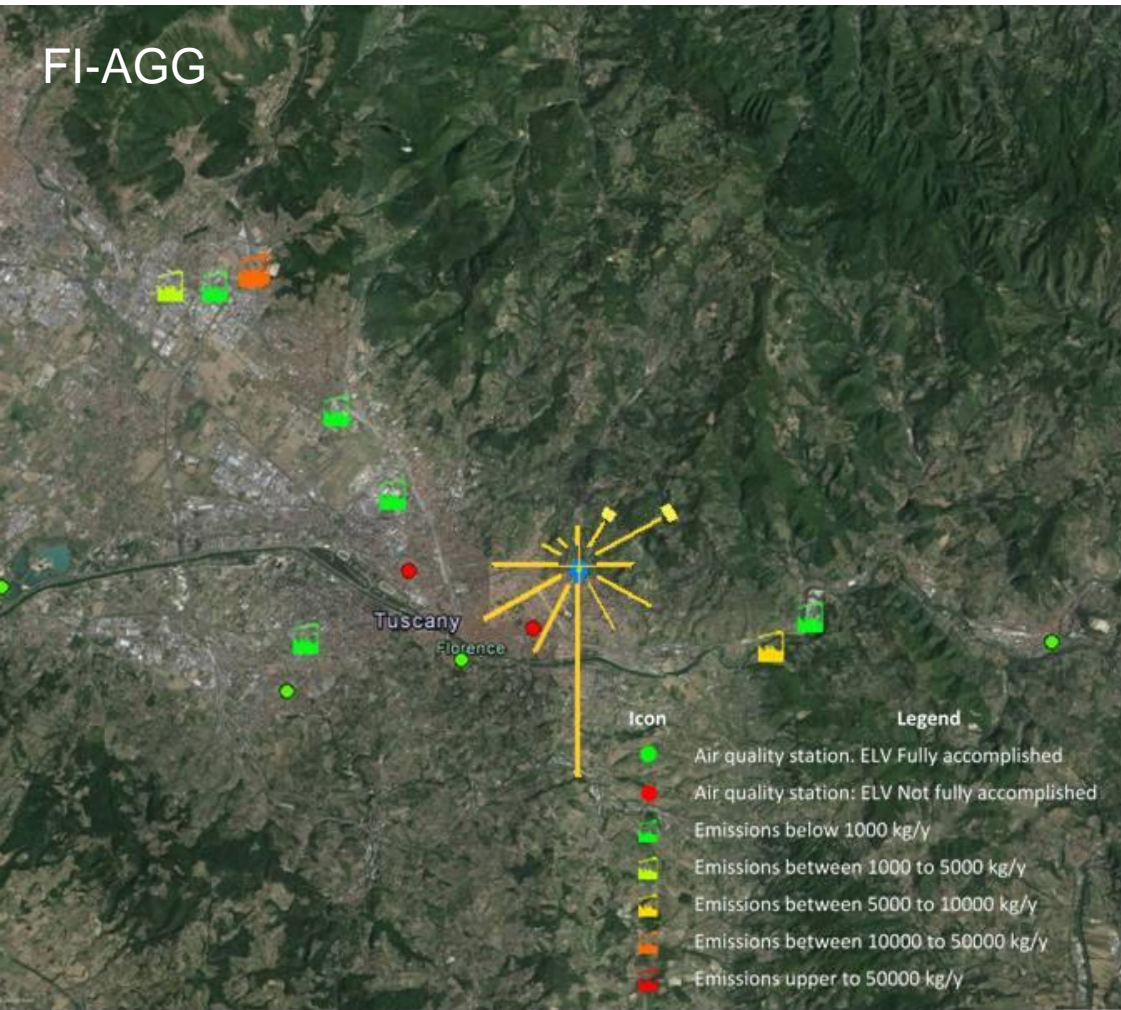 FI-AGG
Tuscany
Florence
Icon Legend
Air quality station. ELV Fully accomplished
Air quality station: ELV Not fully accomplished
Emissions below 1000 kg/y
Emissions between 1000 to 5000 kg/y
Emissions between 5000 to 10000 kg/y
Emissions between 10000 to 50000 kg/y
Emissions upper to 50000 kg/y